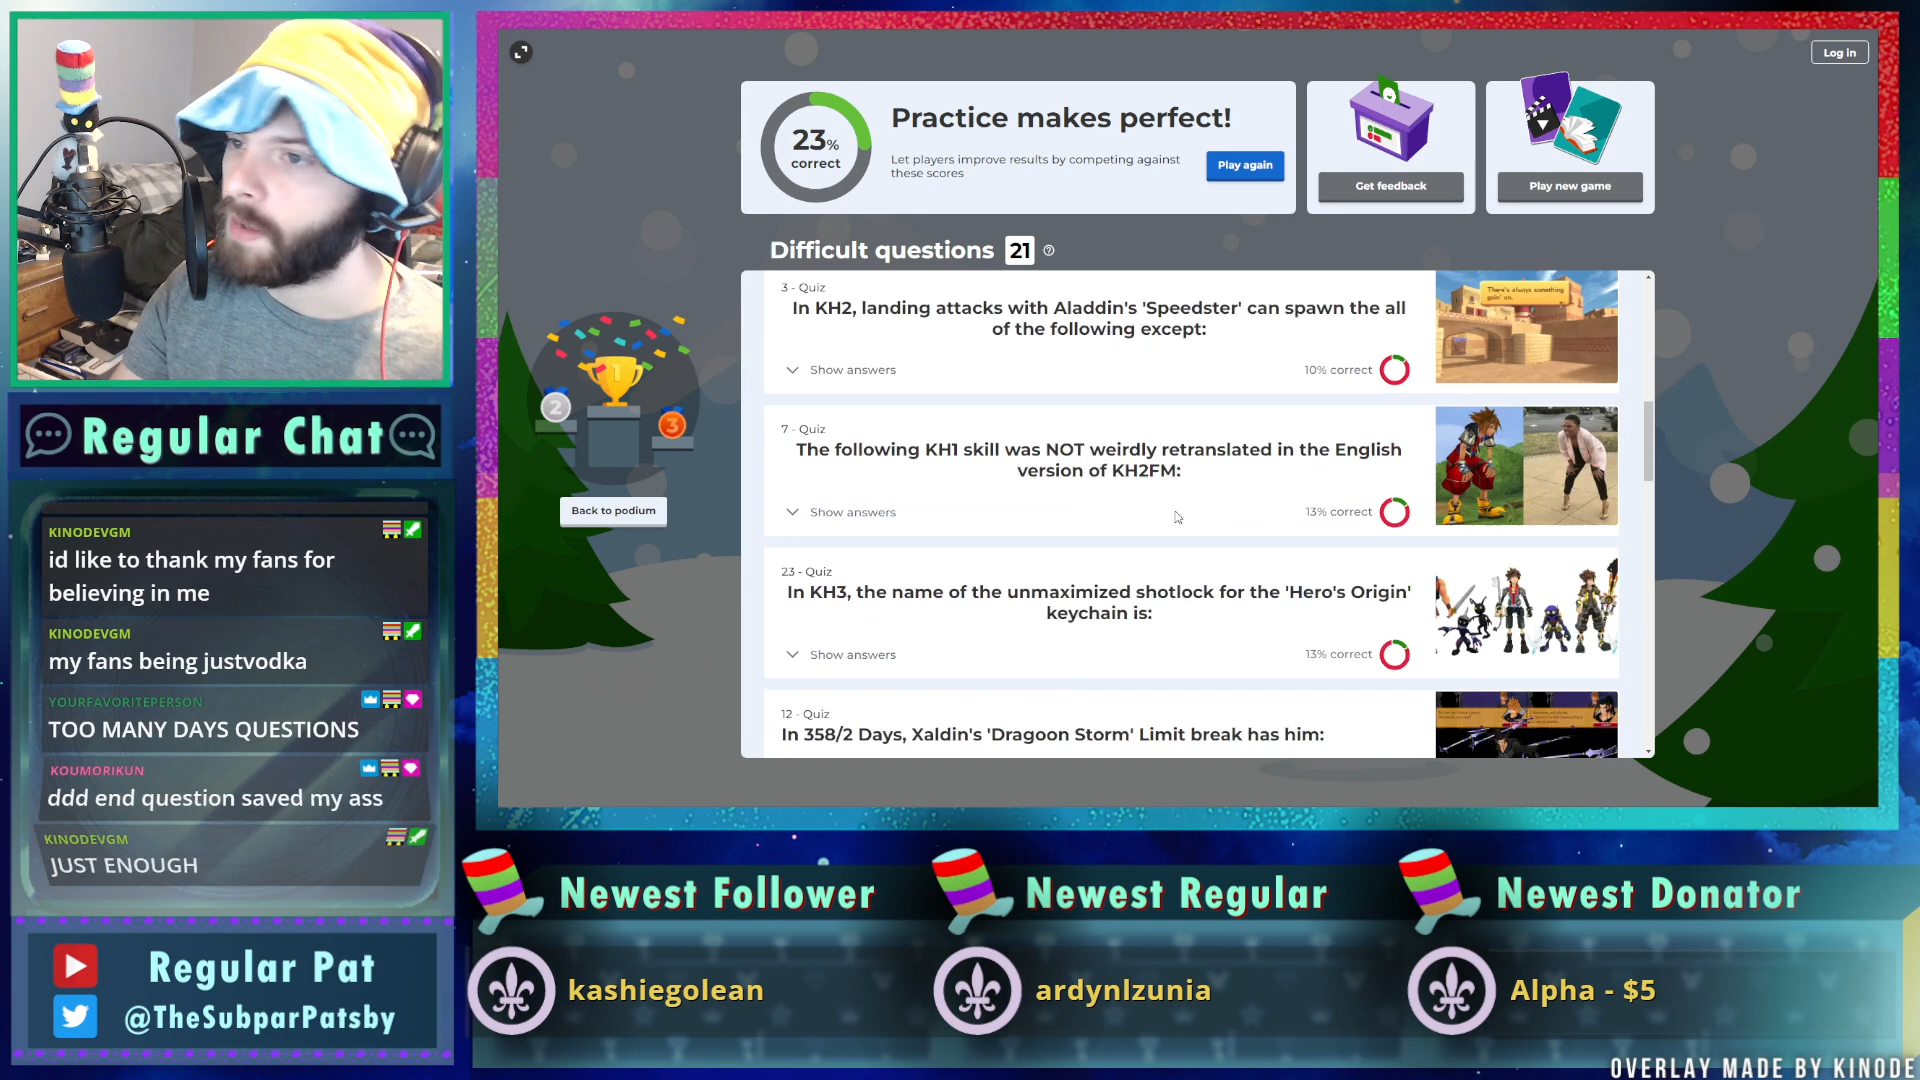 Log in
23%
correct
Practice makes perfect!
Let players improve results by competing against
these scores
Play again
Get feedback
Play new game
Difficult questions 21
3 - Quiz
In KH2, landing attacks with Aladdin's 'Speedster' can spawn the all
of the following except:
Show answers
10% correct
There's always something
goin' on.
7 - Quiz
The following KH1 skill was NOT weirdly retranslated in the English
version of KH2FM:
Show answers
13% correct
23 - Quiz
In KH3, the name of the unmaximized shotlock for the 'Hero's Origin'
keychain is:
Show answers
13% correct
12 - Quiz
In 358/2 Days, Xaldin's 'Dragoon Storm' Limit break has him:
1
2
3
Back to podium
Regular Chat
KINODEVGM
id like to thank my fans for
believing in me
KINODEVGM
my fans being justvodka
YOURFAVORITEPERSON
TOO MANY DAYS QUESTIONS
KOUMORIKUN
ddd end question saved my ass
KINODEVGM
JUST ENOUGH
Regular Pat
@TheSubparPatsby
Newest Follower
kashiegolean
Newest Regular
ardynlzunia
Newest Donator
Alpha - $5
OVERLAY MADE BY KINODE